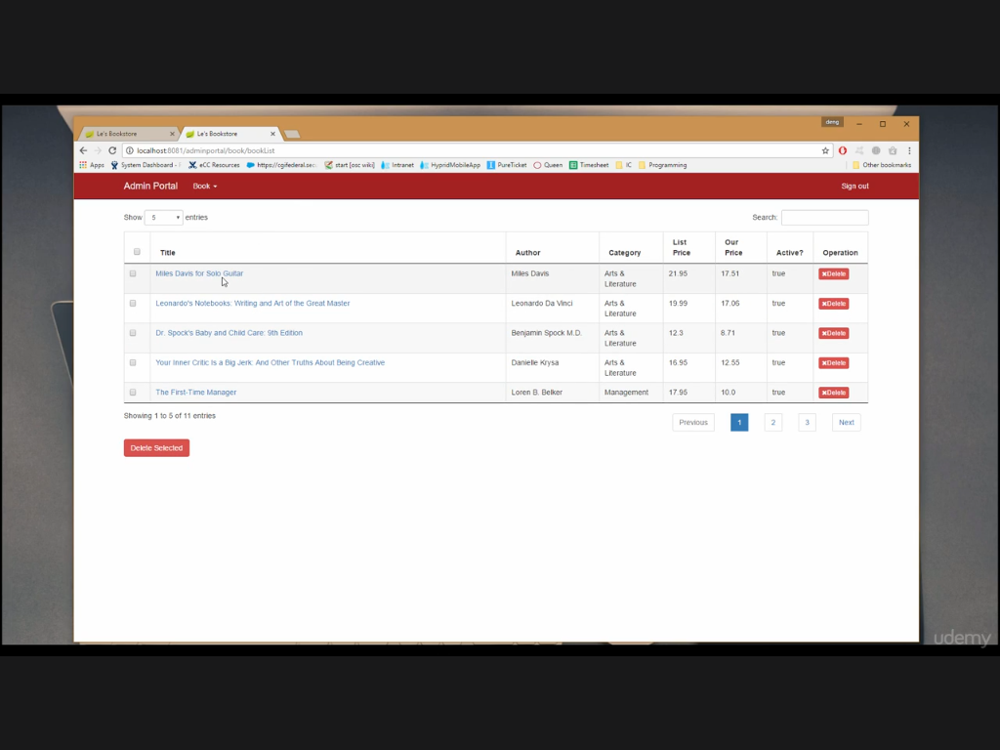 deng
Le's Bookstore
Le's Bookstore
localhost:8081/adminportal/book/bookList
Apps System Dashboard - eCC Resources https://cgifederal.sec start [osc wiki] Intranet HypridMobileApp PureTicket Queen Timesheet IC Programming Other bookmarks
Admin Portal Book Sign out
Show 5 entries Search:
Title Author Category List Price Our Price Active? Operation
Miles Davis for Solo Guitar Miles Davis Arts & Literature 21.95 17.51 true Delete
Leonardo's Notebooks: Writing and Art of the Great Master Leonardo Da Vinci Arts & Literature 19.99 17.06 true Delete
Dr. Spock's Baby and Child Care: 9th Edition Benjamin Spock M.D. Arts & Literature 12.3 8.71 true Delete
Your Inner Critic Is a Big Jerk: And Other Truths About Being Creative Danielle Krysa Arts & Literature 16.95 12.55 true Delete
The First-Time Manager Loren B. Belker Management 17.95 10.0 true Delete
Showing 1 to 5 of 11 entries Previous 1 2 3 Next
Delete Selected
udemy